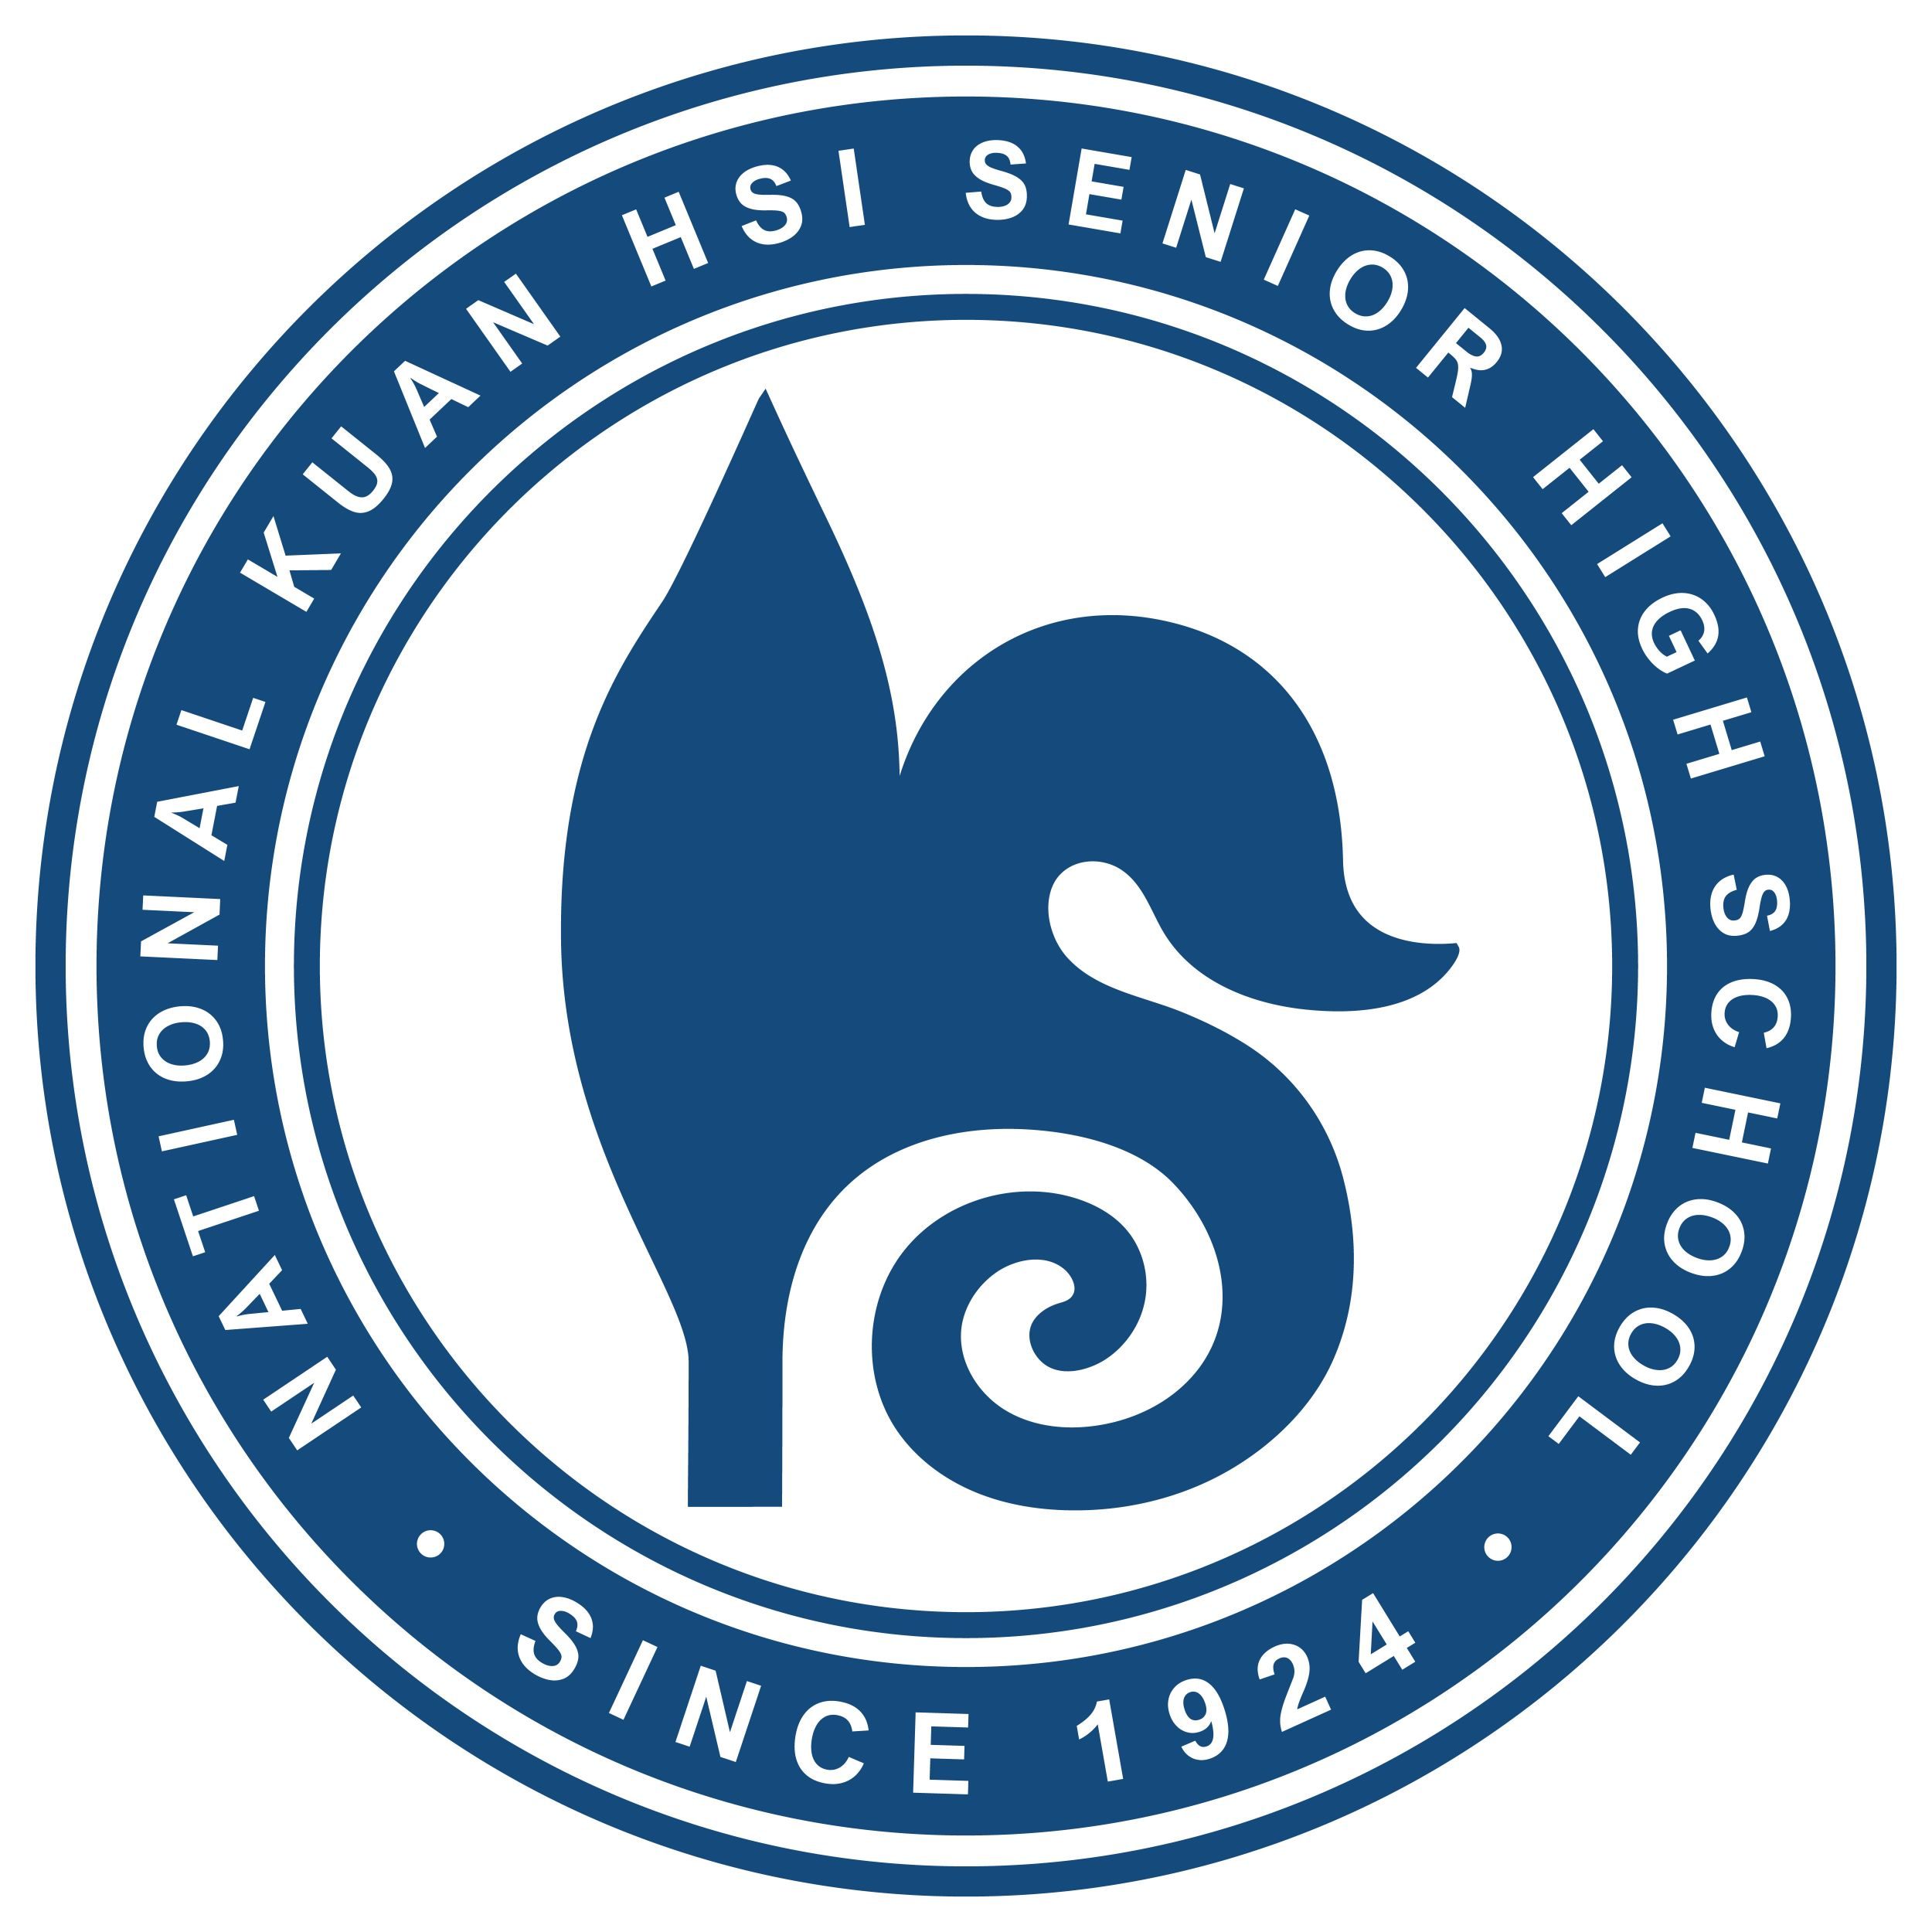 NATIONAL KUAN HSI SENIOR HIGH SCHOOL
• SINCE 1924 •